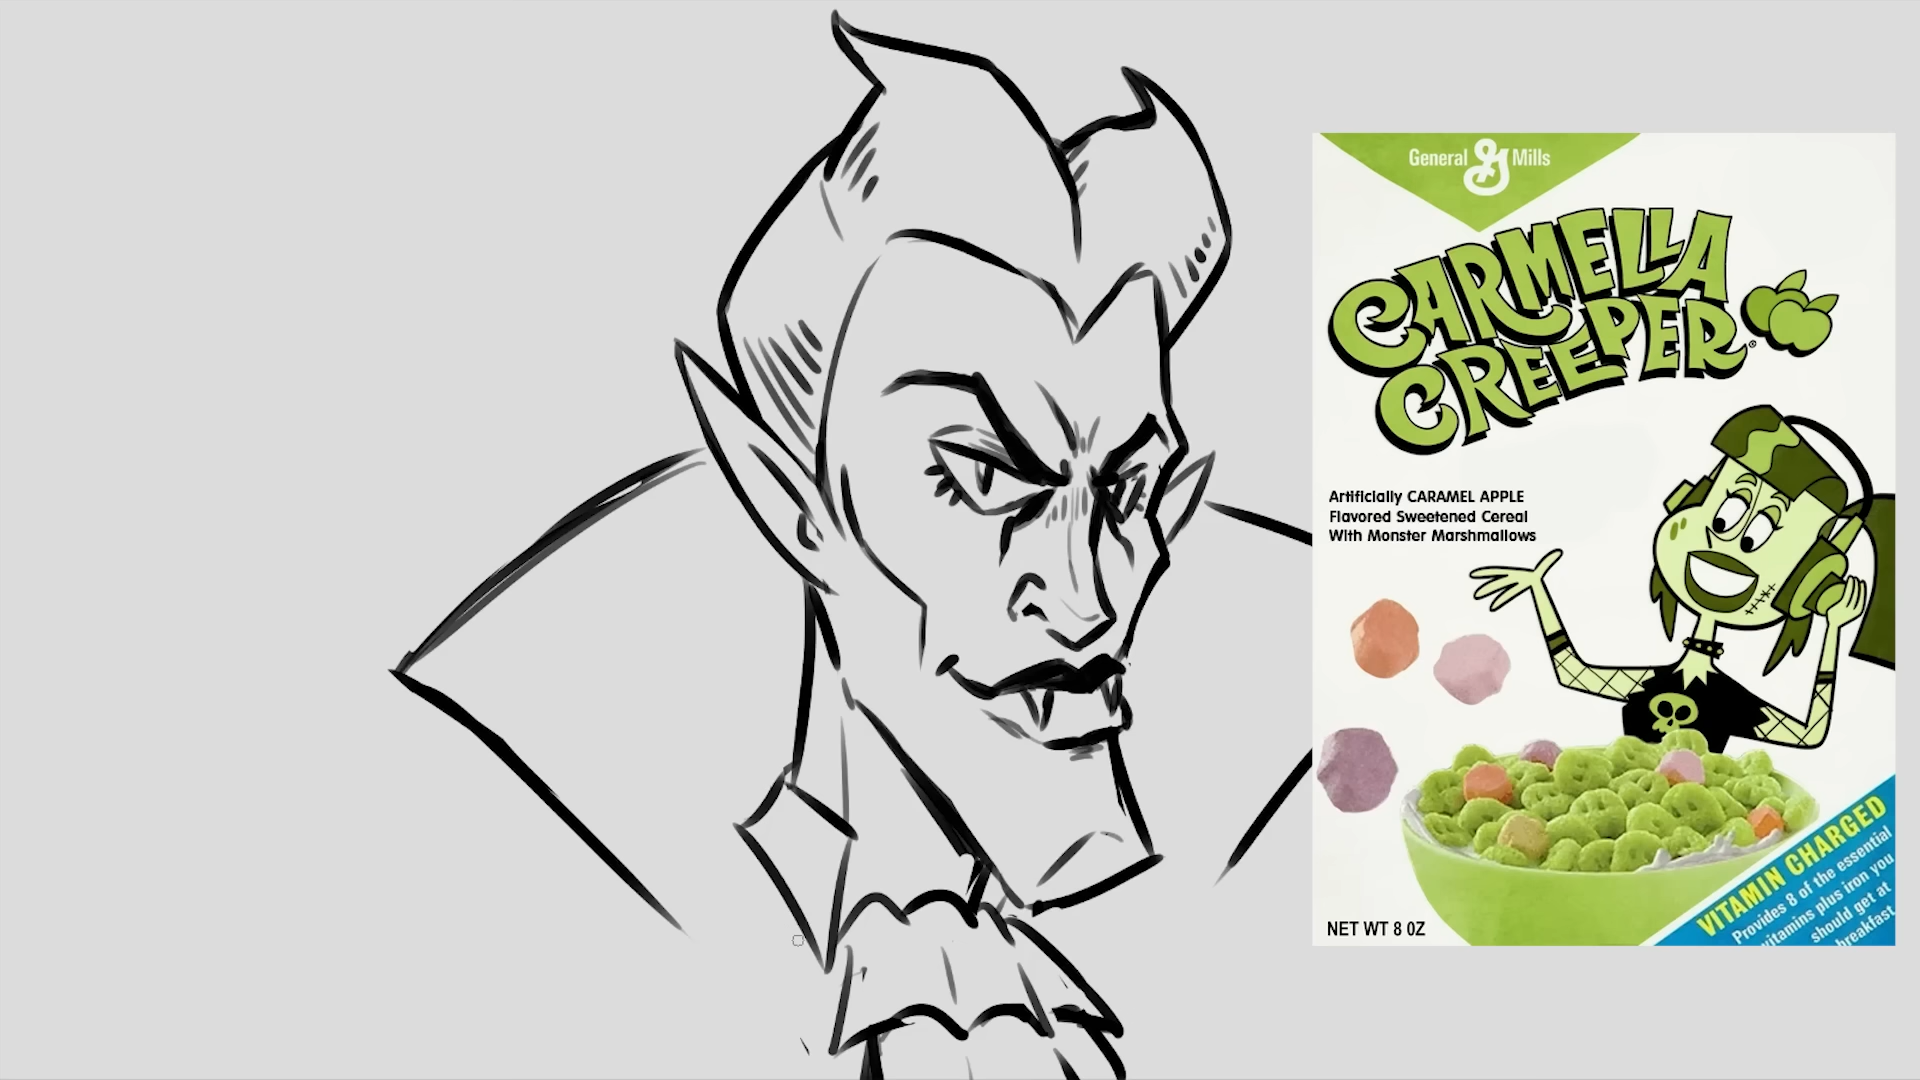 General Mills
CARMELLA
CREEPER®
Artificially CARAMEL APPLE
Flavored Sweetened Cereal
With Monster Marshmallows
VITAMIN CHARGED
Provides 8 of the essential
vitamins plus iron you
should get at
breakfast
NET WT 8 OZ